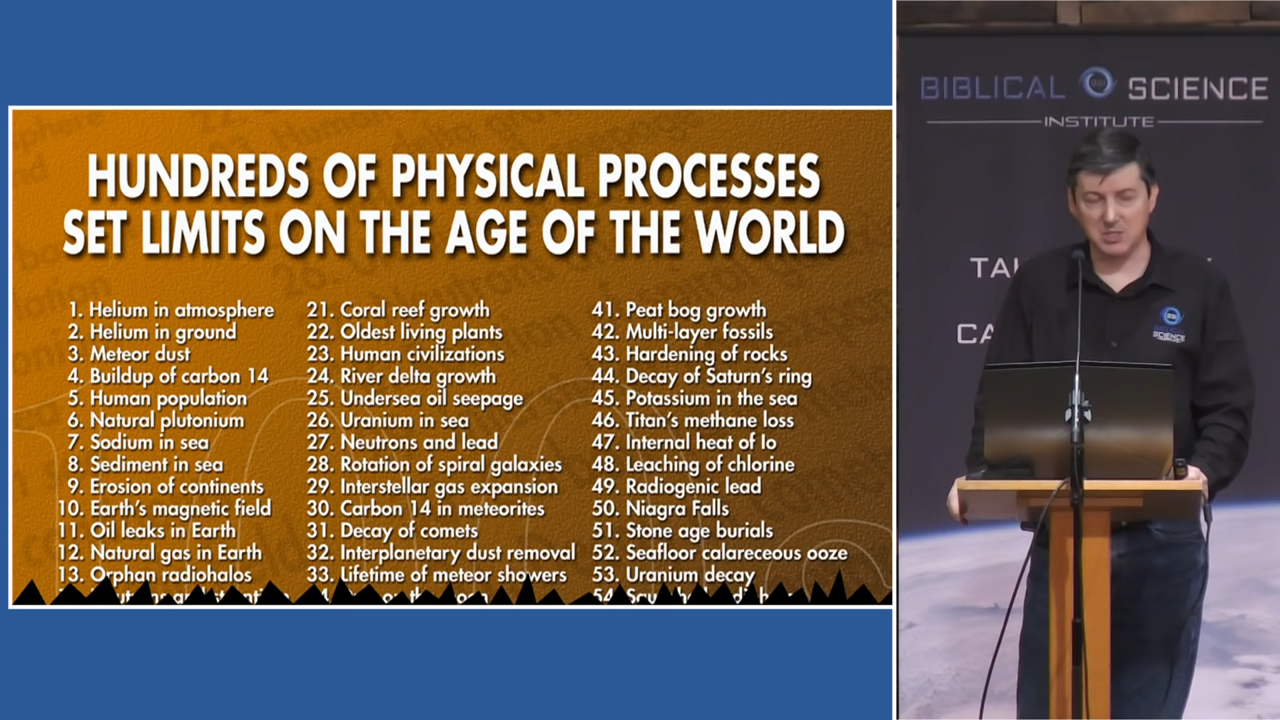 HUNDREDS OF PHYSICAL PROCESSES
SET LIMITS ON THE AGE OF THE WORLD
1. Helium in atmosphere
2. Helium in ground
3. Meteor dust
4. Buildup of carbon 14
5. Human population
6. Natural plutonium
7. Sodium in sea
8. Sediment in sea
9. Erosion of continents
10. Earth's magnetic field
11. Oil leaks in Earth
12. Natural gas in Earth
13. Orphan radiohalos
21. Coral reef growth
22. Oldest living plants
23. Human civilizations
24. River delta growth
25. Undersea oil seepage
26. Uranium in sea
27. Neutrons and lead
28. Rotation of spiral galaxies
29. Interstellar gas expansion
30. Carbon 14 in meteorites
31. Decay of comets
32. Interplanetary dust removal
33. Lifetime of meteor showers
41. Peat bog growth
42. Multi-layer fossils
43. Hardening of rocks
44. Decay of Saturn's ring
45. Potassium in the sea
46. Titan's methane loss
47. Internal heat of Io
48. Leaching of chlorine
49. Radiogenic lead
50. Niagra Falls
51. Stone age burials
52. Seafloor calareceous ooze
53. Uranium decay
54.
BIBLICAL SCIENCE
INSTITUTE
SCIENCE